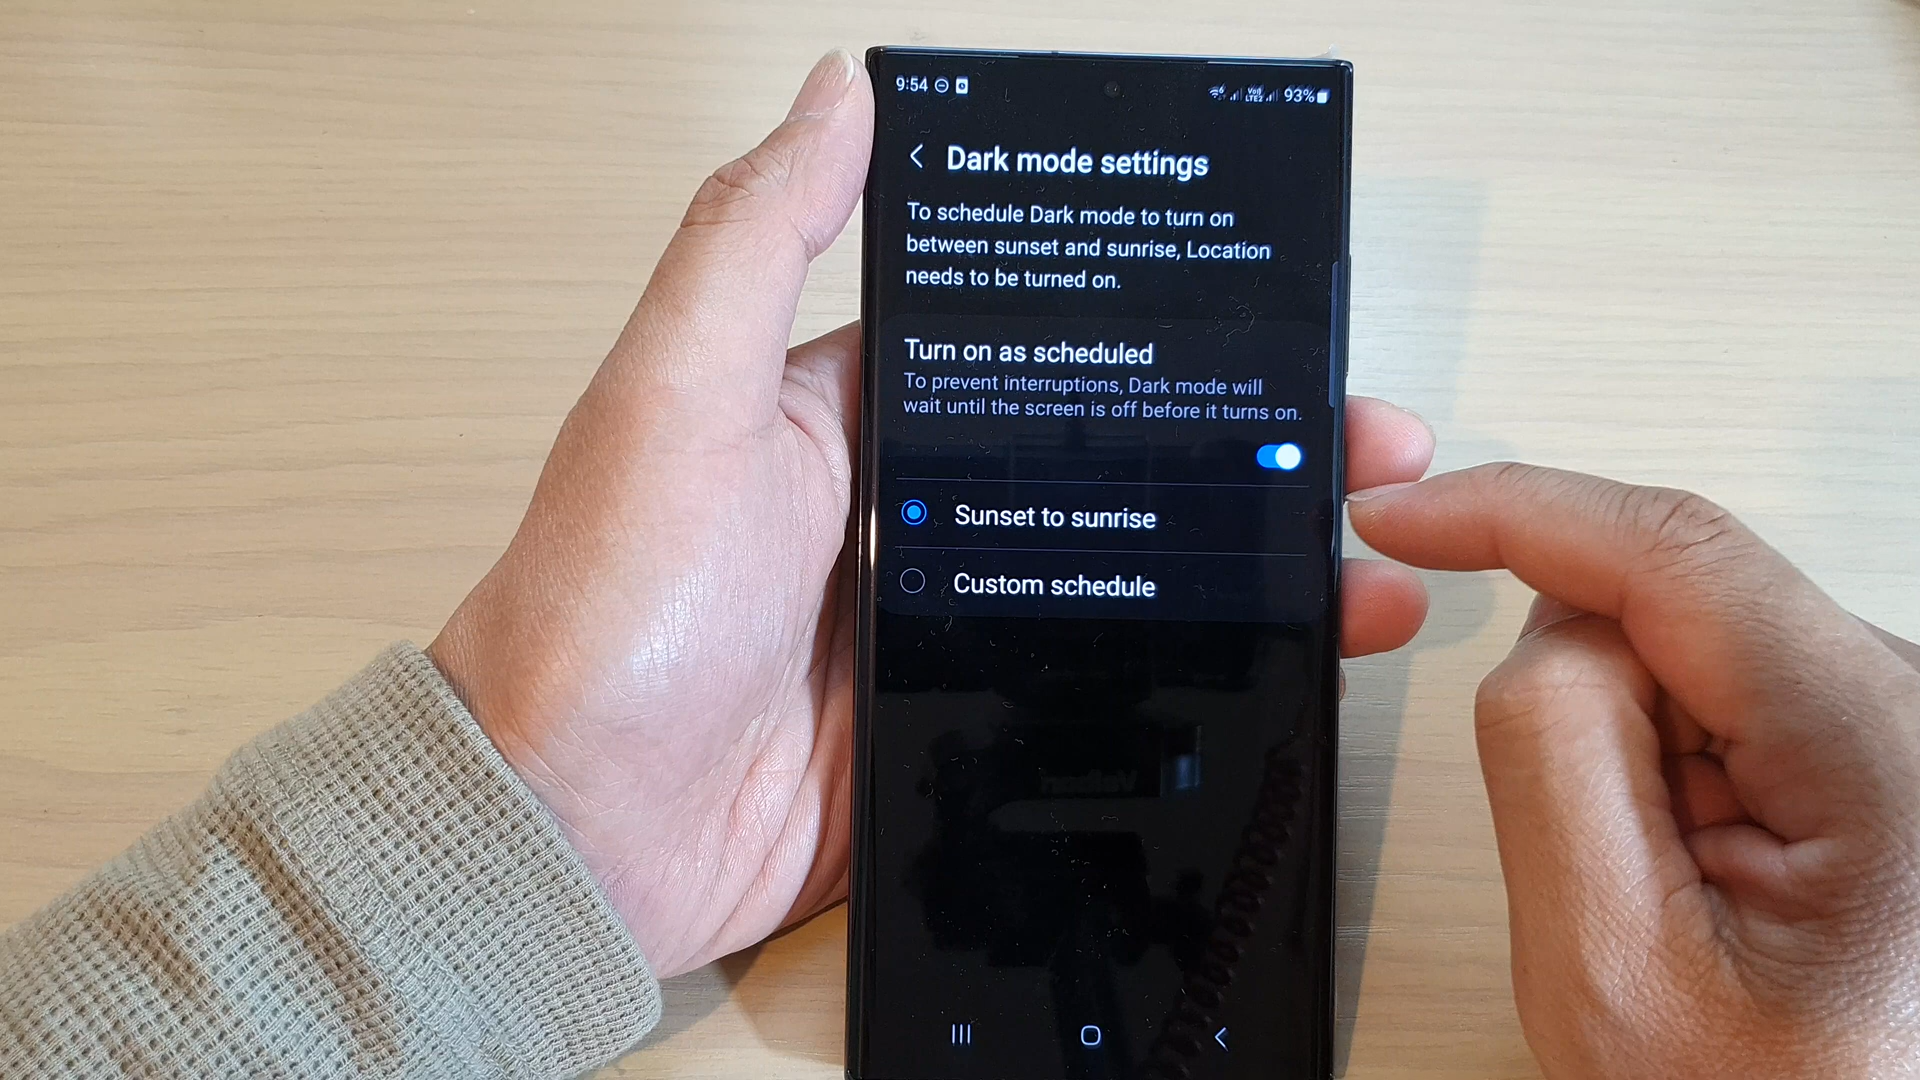 9:54
Vo)) LTE2 93%
Dark mode settings
To schedule Dark mode to turn on
between sunset and sunrise, Location
needs to be turned on.
Turn on as scheduled
To prevent interruptions, Dark mode will
wait until the screen is off before it turns on.
Sunset to sunrise
Custom schedule